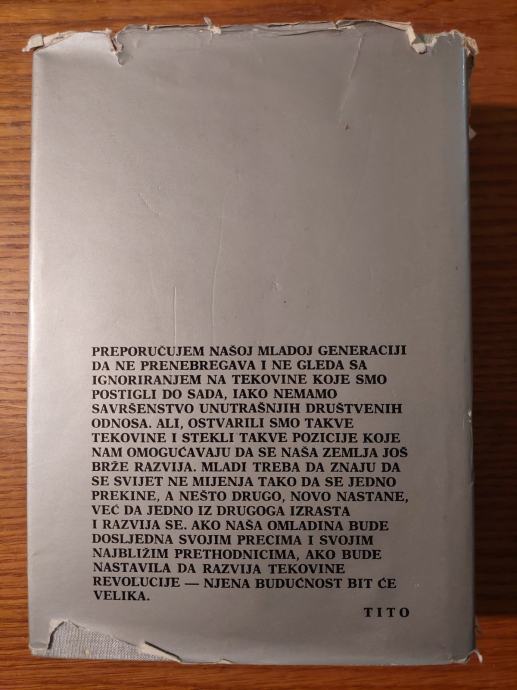 PREPORUČUJEM NAŠOJ MLADOJ GENERACIJI
DA NE PRENEBREGAVA I NE GLEDA SA
IGNORIRANJEM NA TEKOVINE KOJE SMO
POSTIGLI DO SADA, IAKO NEMAMO
SAVRŠENSTVO UNUTRAŠNJIH DRUŠTVENIH
ODNOSA. ALI, OSTVARILI SMO TAKVE
TEKOVINE I STEKLI TAKVE POZICIJE KOJE
NAM OMOGUĆAVAJU DA SE NAŠA ZEMLJA JOŠ
BRŽE RAZVIJA. MLADI TREBA DA ZNAJU DA
SE SVIJET NE MIJENJA TAKO DA SE JEDNO
PREKINE, A NEŠTO DRUGO, NOVO NASTANE,
VEĆ DA JEDNO IZ DRUGOGA IZRASTA
I RAZVIJA SE. AKO NAŠA OMLADINA BUDE
DOSLJEDNA SVOJIM PRECIMA I SVOJIM
NAJBLIŽIM PRETHODNICIMA, AKO BUDE
NASTAVILA DA RAZVIJA TEKOVINE
REVOLUCIJE — NJENA BUDUĆNOST BIT ĆE
VELIKA.
TITO